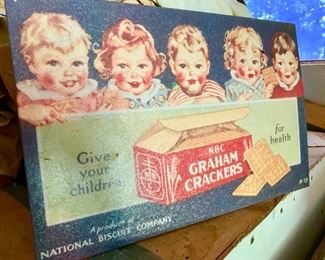 Give
your
children
NBC
GRAHAM
CRACKERS
for
health
A product of
NATIONAL BISCUIT COMPANY